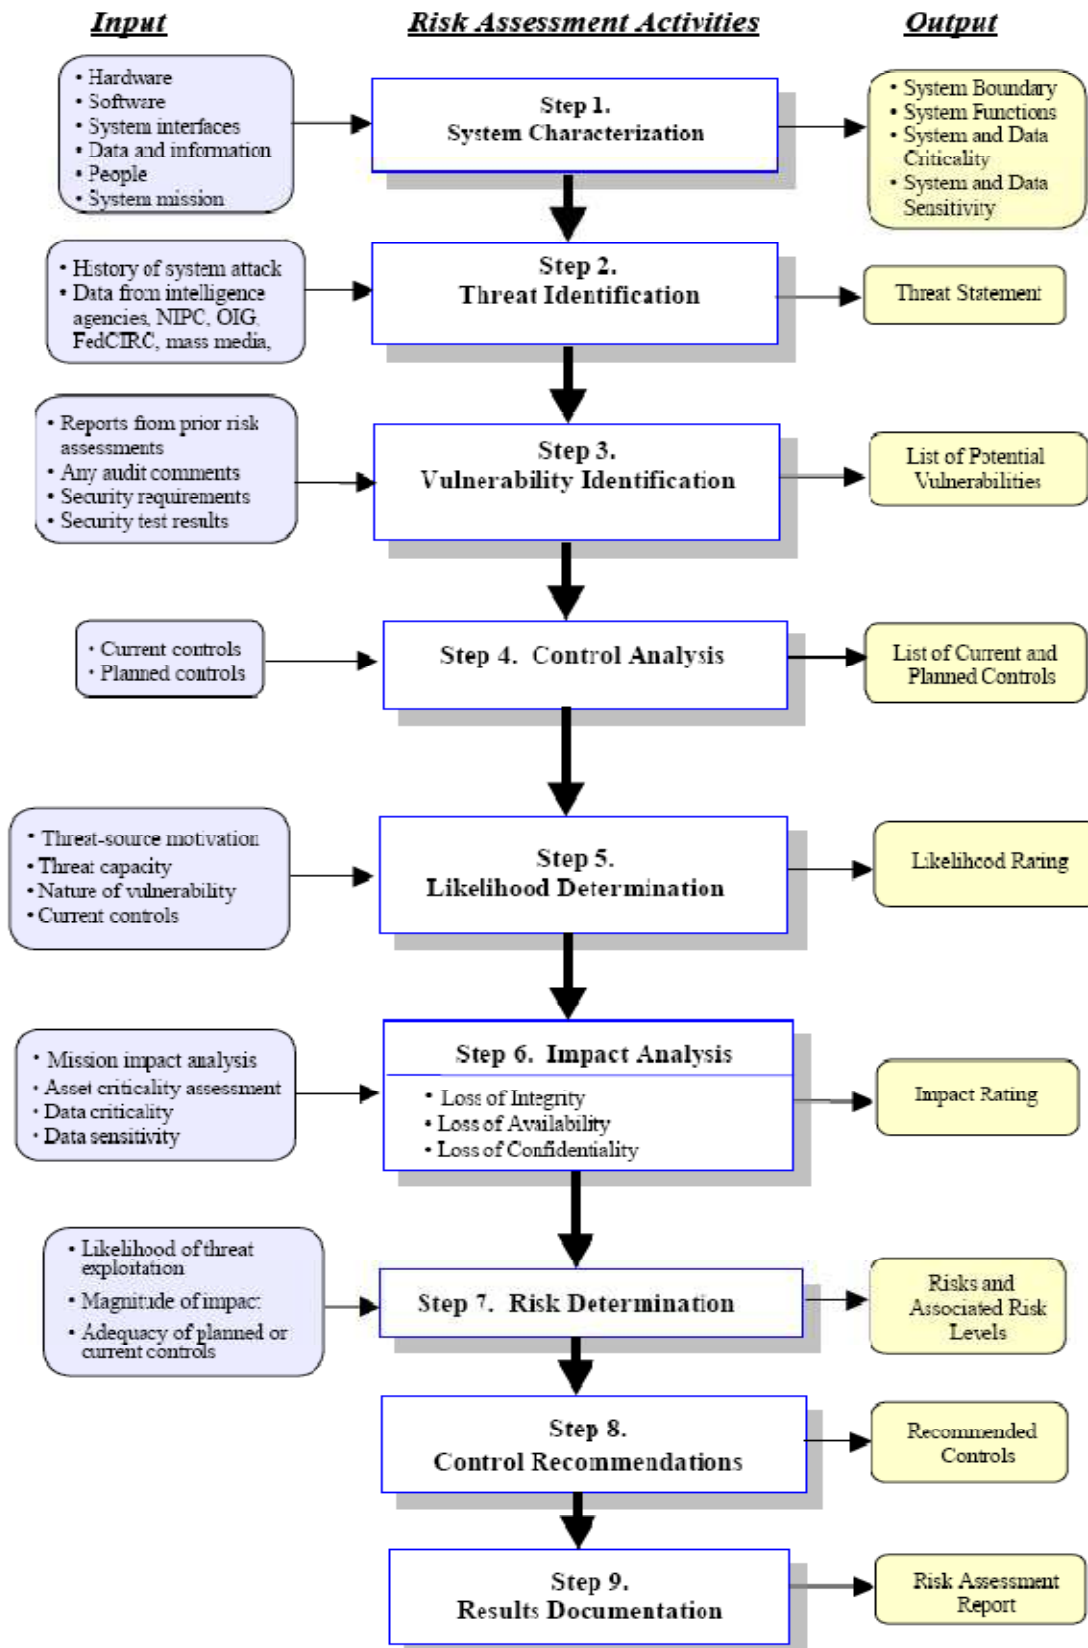 Input
Risk Assessment Activities
Output
• Hardware
• Software
• System interfaces
• Data and information
• People
• System mission
Step 1.
System Characterization
• System Boundary
• System Functions
• System and Data
Criticality
• System and Data
Sensitivity
• History of system attack
• Data from intelligence
agencies, NIPC, OIG,
FedCIRC, mass media,
Step 2.
Threat Identification
Threat Statement
• Reports from prior risk
assessments
• Any audit comments
• Security requirements
• Security test results
Step 3.
Vulnerability Identification
List of Potential
Vulnerabilities
• Current controls
• Planned controls
Step 4. Control Analysis
List of Current and
Planned Controls
• Threat-source motivation
• Threat capacity
• Nature of vulnerability
• Current controls
Step 5.
Likelihood Determination
Likelihood Rating
• Mission impact analysis
• Asset criticality assessment
• Data criticality
• Data sensitivity
Step 6. Impact Analysis
• Loss of Integrity
• Loss of Availability
• Loss of Confidentiality
Impact Rating
• Likelihood of threat
exploitation
• Magnitude of impact
• Adequacy of planned or
current controls
Step 7. Risk Determination
Risks and
Associated Risk
Levels
Step 8.
Control Recommendations
Recommended
Controls
Step 9.
Results Documentation
Risk Assessment
Report